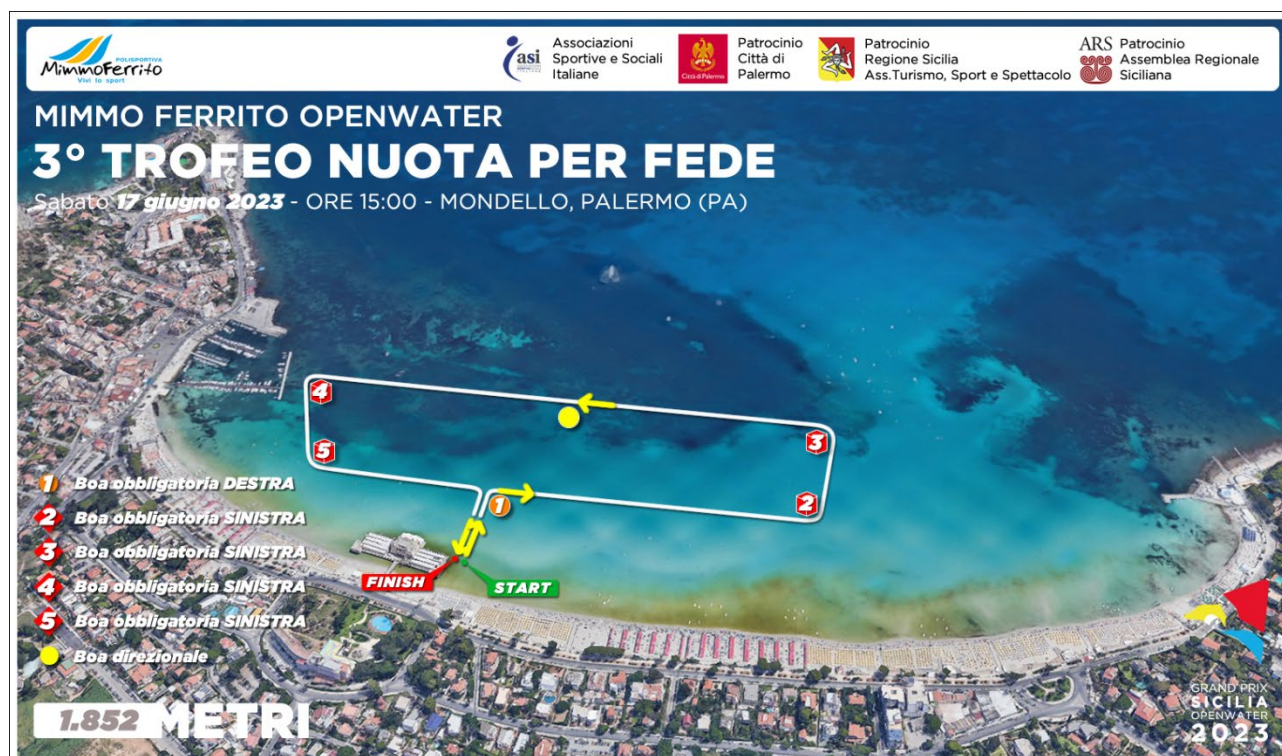 POLISPORTIVA
MimmoFerrito
Vivi lo sport
asi
Associazioni
Sportive e Sociali
Italiane
Città di Palermo
Patrocinio
Città di
Palermo
Patrocinio
Regione Sicilia
Ass.Turismo, Sport e Spettacolo
ARS
Patrocinio
Assemblea Regionale
Siciliana
MIMMO FERRITO OPENWATER
3° TROFEO NUOTA PER FEDE
Sabato 17 giugno 2023 - ORE 15:00 - MONDELLO, PALERMO (PA)
4
3
5
1
2
FINISH
START
1 Boa obbligatoria DESTRA
2 Boa obbligatoria SINISTRA
3 Boa obbligatoria SINISTRA
4 Boa obbligatoria SINISTRA
5 Boa obbligatoria SINISTRA
Boa direzionale
1.852 METRI
GRAND PRIX
SICILIA
OPENWATER
2023